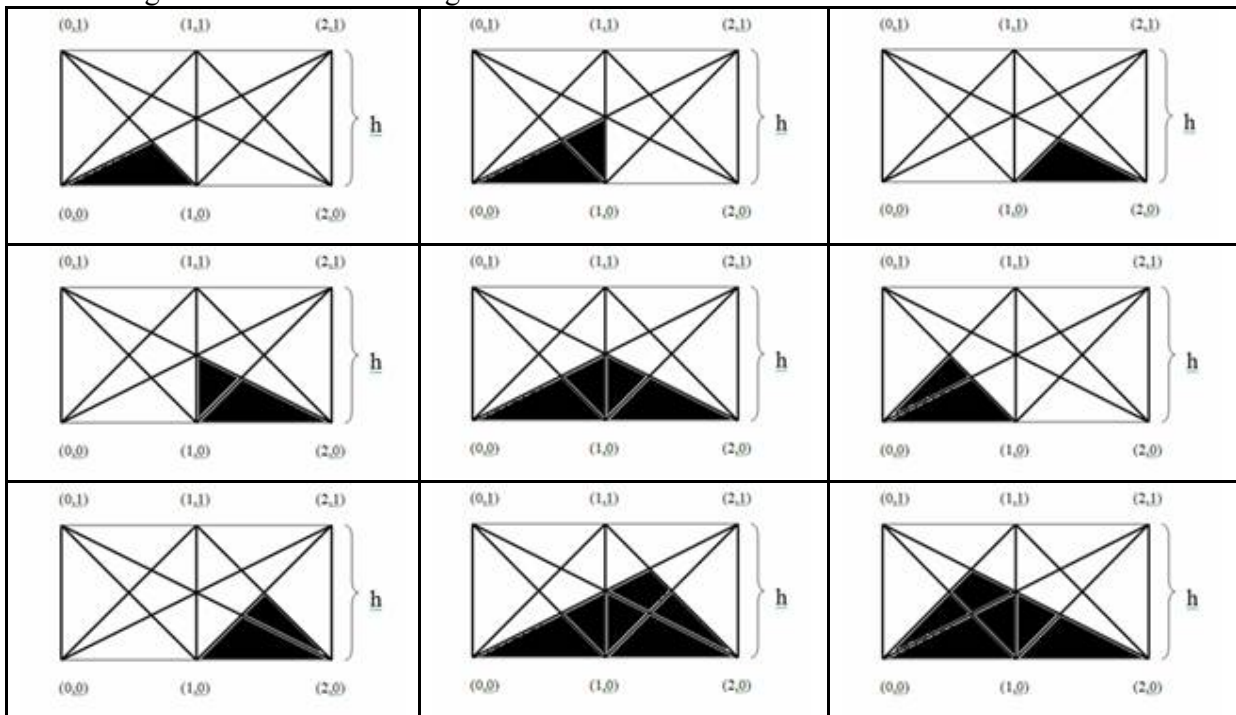 (0,1) (1,1) (2,1) (0,1) (1,1) (2,1) (0,1) (1,1) (2,1)
h h h
(0,0) (1,0) (2,0) (0,0) (1,0) (2,0) (0,0) (1,0) (2,0)
(0,1) (1,1) (2,1) (0,1) (1,1) (2,1) (0,1) (1,1) (2,1)
h h h
(0,0) (1,0) (2,0) (0,0) (1,0) (2,0) (0,0) (1,0) (2,0)
(0,1) (1,1) (2,1) (0,1) (1,1) (2,1) (0,1) (1,1) (2,1)
h h h
(0,0) (1,0) (2,0) (0,0) (1,0) (2,0) (0,0) (1,0) (2,0)